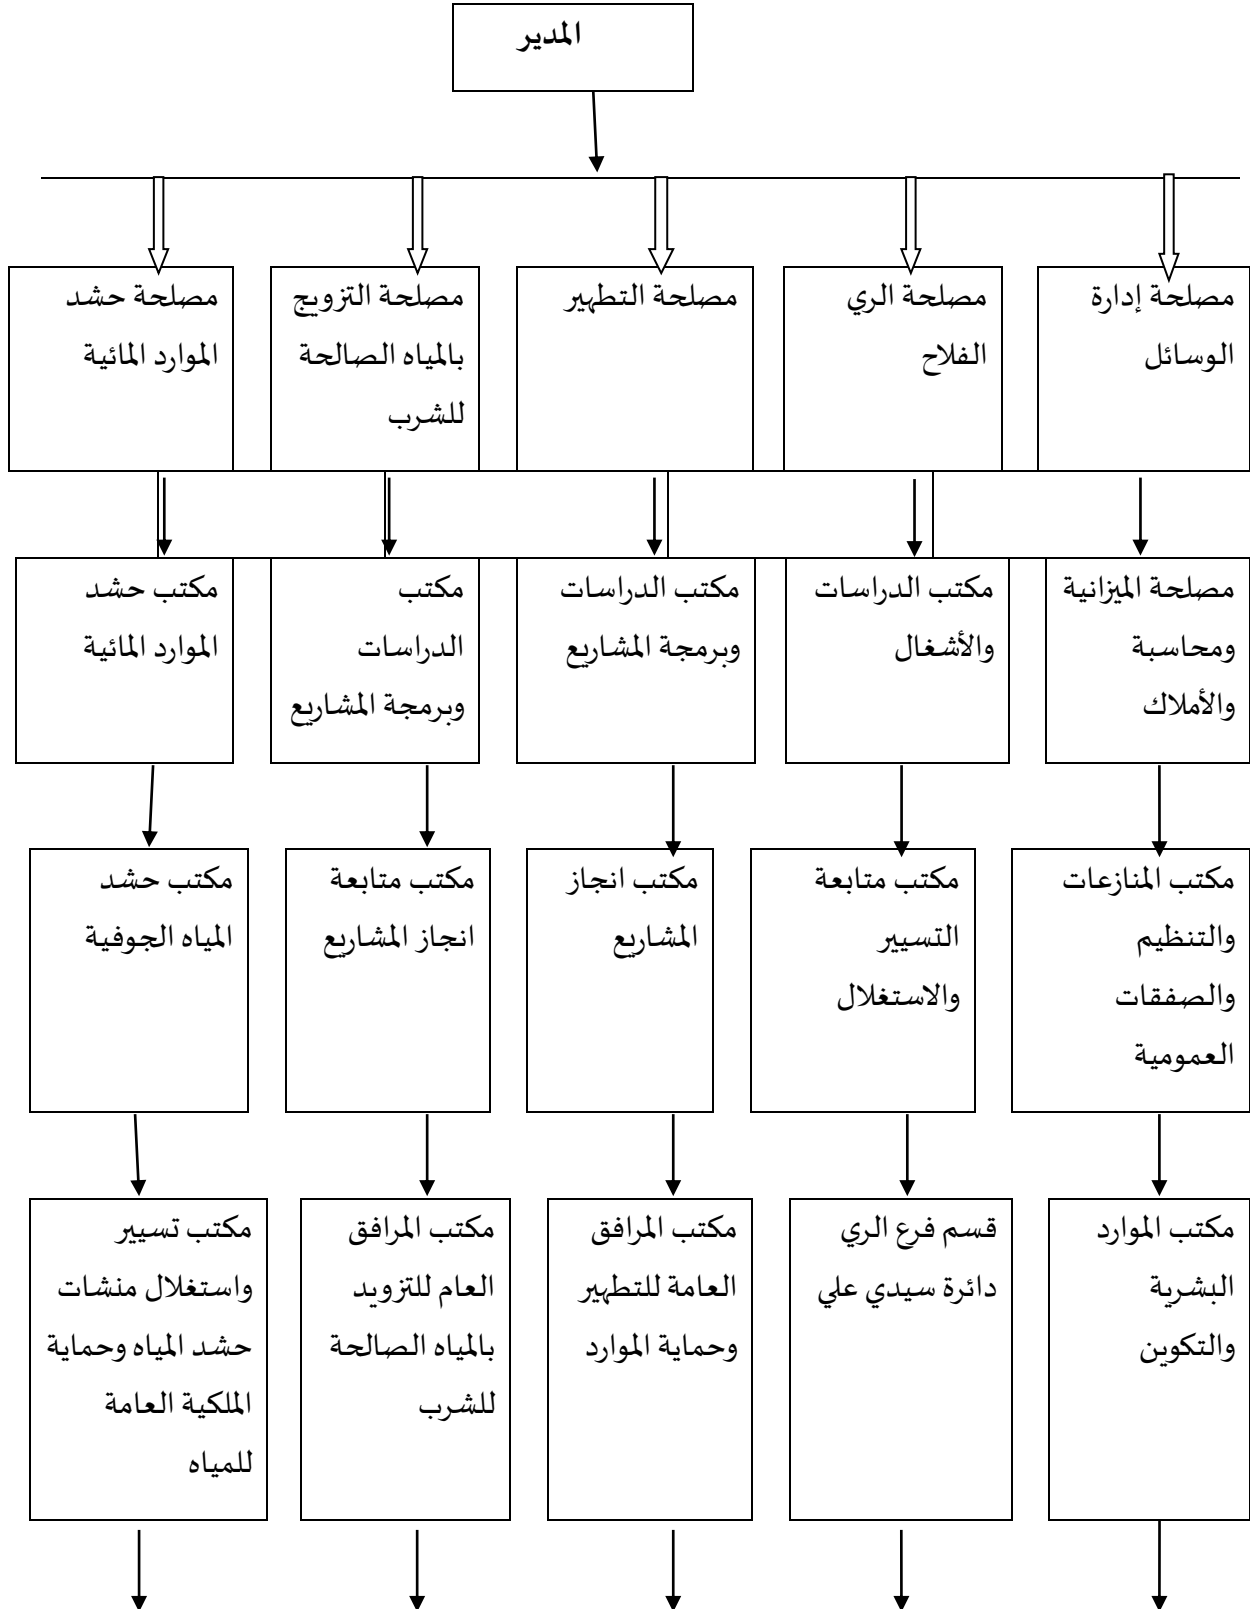 المدير
مصلحة إدارة
الوسائل
مصلحة الري
الفلاح
مصلحة التطهير
مصلحة التزويج
بالمياه الصالحة
للشرب
مصلحة حشد
الموارد المائية
مصلحة الميزانية
ومحاسبة
والأملاك
مكتب الدراسات
والأشغال
مكتب الدراسات
وبرمجة المشاريع
مكتب
الدراسات
وبرمجة المشاريع
مكتب حشد
الموارد المائية
مكتب المنازعات
والتنظيم
والصفقات
العمومية
مكتب متابعة
التسيير
والاستغلال
مكتب انجاز
المشاريع
مكتب متابعة
انجاز المشاريع
مكتب حشد
المياه الجوفية
مكتب الموارد
البشرية
والتكوين
قسم فرع الري
دائرة سيدي علي
مكتب المرافق
العامة للتطهير
وحماية الموارد
مكتب المرافق
العام للتزويد
بالمياه الصالحة
للشرب
مكتب تسيير
واستغلال منشات
حشد المياه وحماية
الملكية العامة
للمياه